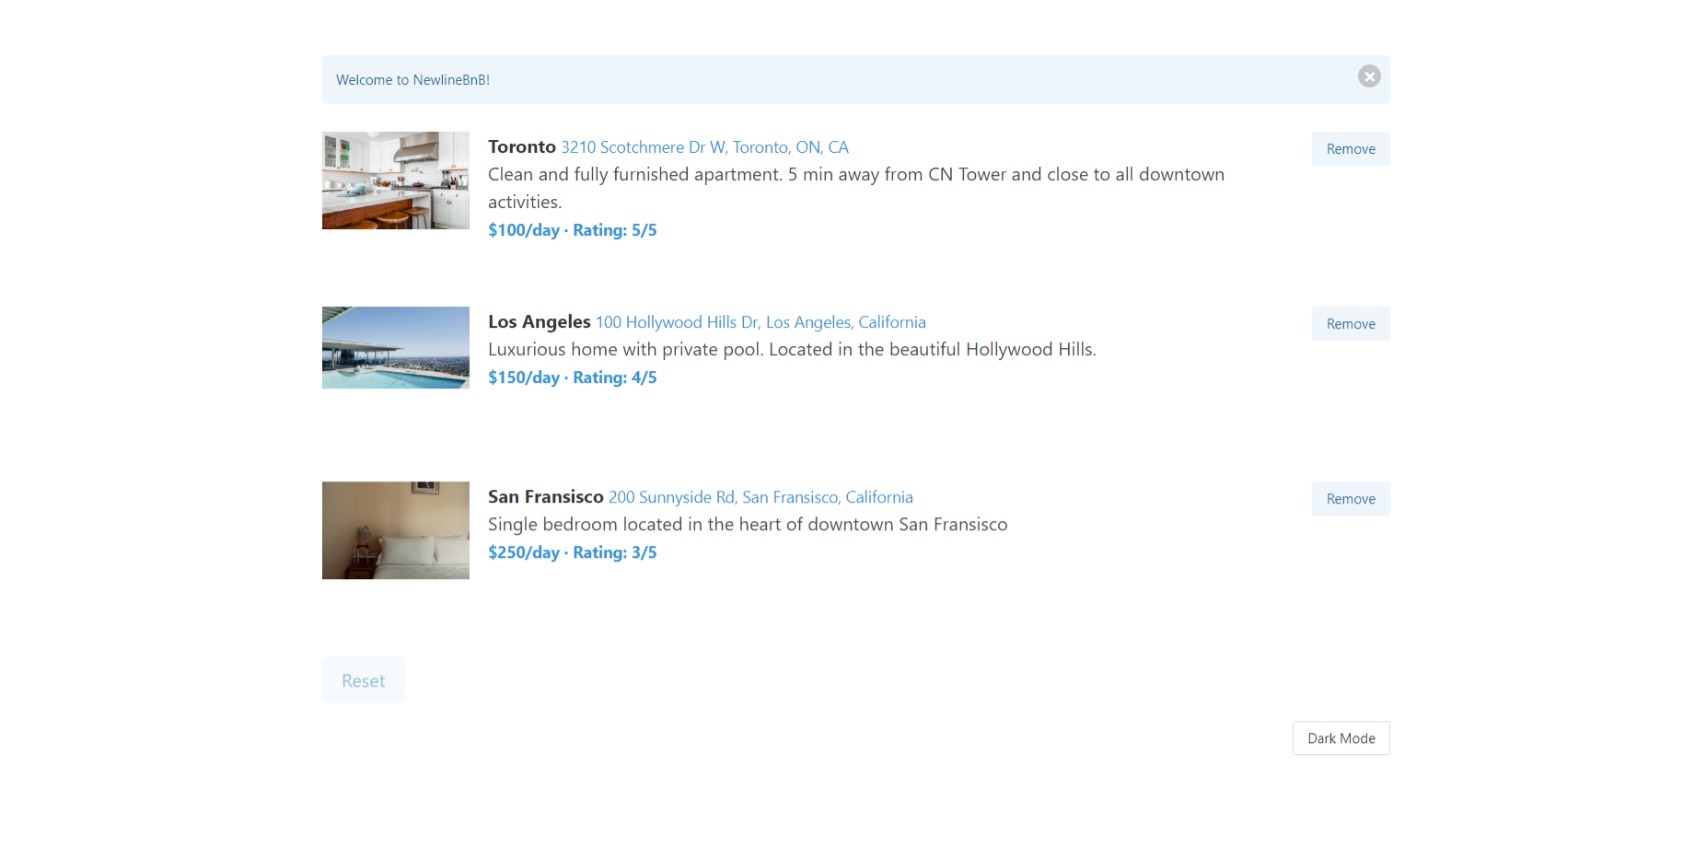 Welcome to NewlineBnB!
Toronto 3210 Scotchmere Dr W, Toronto, ON, CA
Remove
Clean and fully furnished apartment. 5 min away from CN Tower and close to all downtown
activities.
$100/day · Rating: 5/5
Los Angeles 100 Hollywood Hills Dr, Los Angeles, California
Remove
Luxurious home with private pool. Located in the beautiful Hollywood Hills.
$150/day · Rating: 4/5
San Fransisco 200 Sunnyside Rd, San Fransisco, California
Remove
Single bedroom located in the heart of downtown San Fransisco
$250/day · Rating: 3/5
Reset
Dark Mode